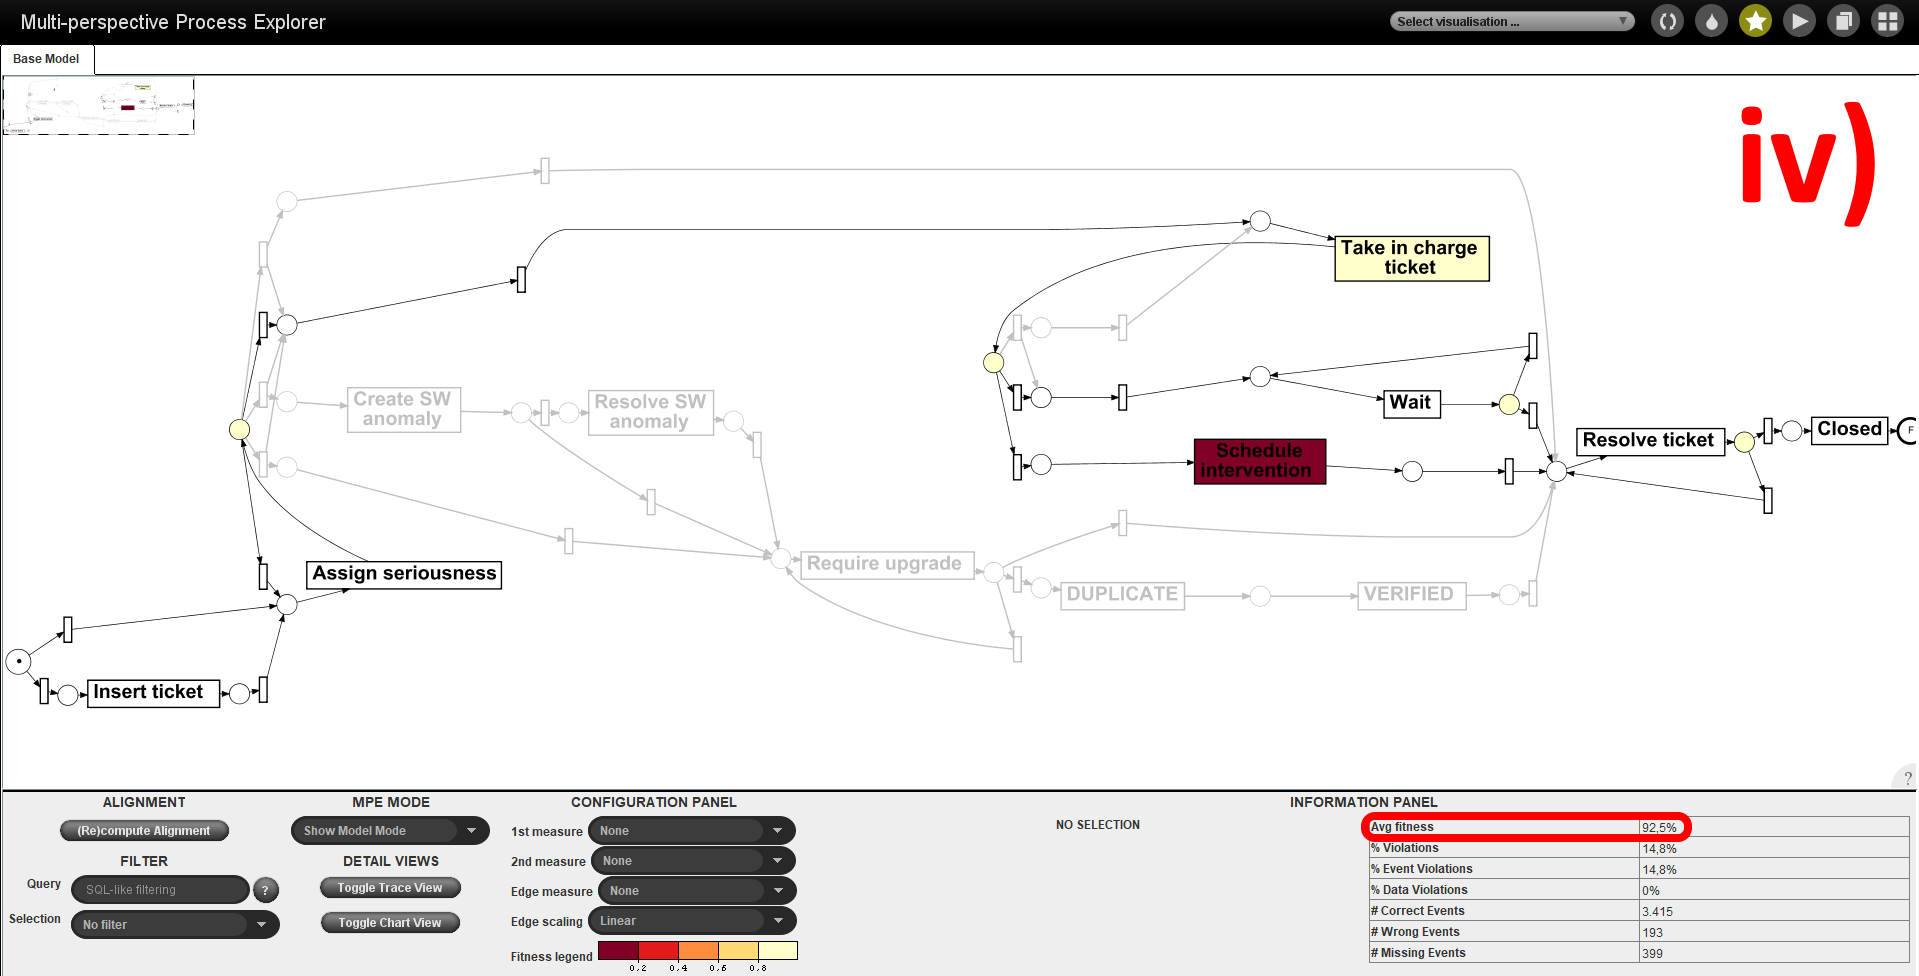 Multi-perspective Process Explorer
Select visualisation ...
Base Model
iv)
Take in charge
ticket
Create SW
anomaly
Resolve SW
anomaly
Wait
Schedule
intervention
Resolve ticket
Closed
F
Assign seriousness
Require upgrade
DUPLICATE
VERIFIED
Insert ticket
?
ALIGNMENT
(Re)compute Alignment
FILTER
Query
SQL-like filtering
?
Selection
No filter
MPE MODE
Show Model Mode
DETAIL VIEWS
Toggle Trace View
Toggle Chart View
CONFIGURATION PANEL
1st measure None
2nd measure None
Edge measure None
Edge scaling Linear
Fitness legend
0.2 0.4 0.6 0.8
NO SELECTION
INFORMATION PANEL
Avg fitness 92,5%
% Violations 14,8%
% Event Violations 14,8%
% Data Violations 0%
# Correct Events 3.415
# Wrong Events 193
# Missing Events 399